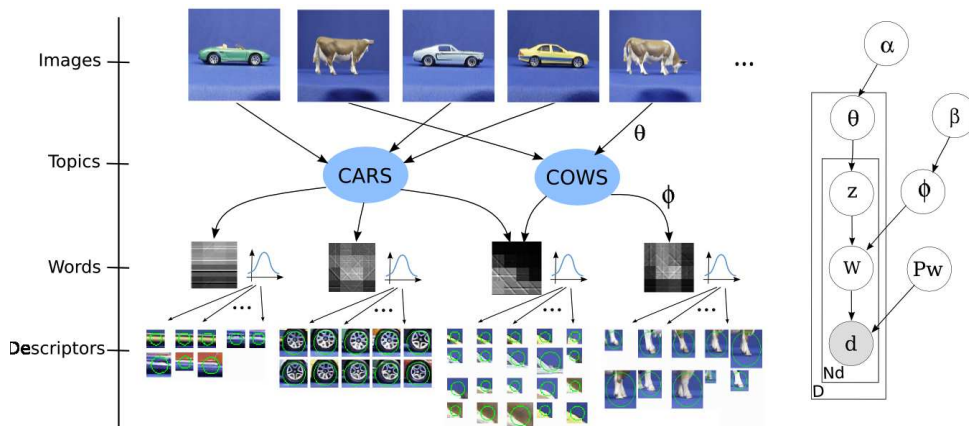 Images
...
α
θ
β
θ
Topics
CARS
COWS
z
ϕ
ϕ
Words
w
Pw
...
...
...
...
Descriptors
d
Nd
D